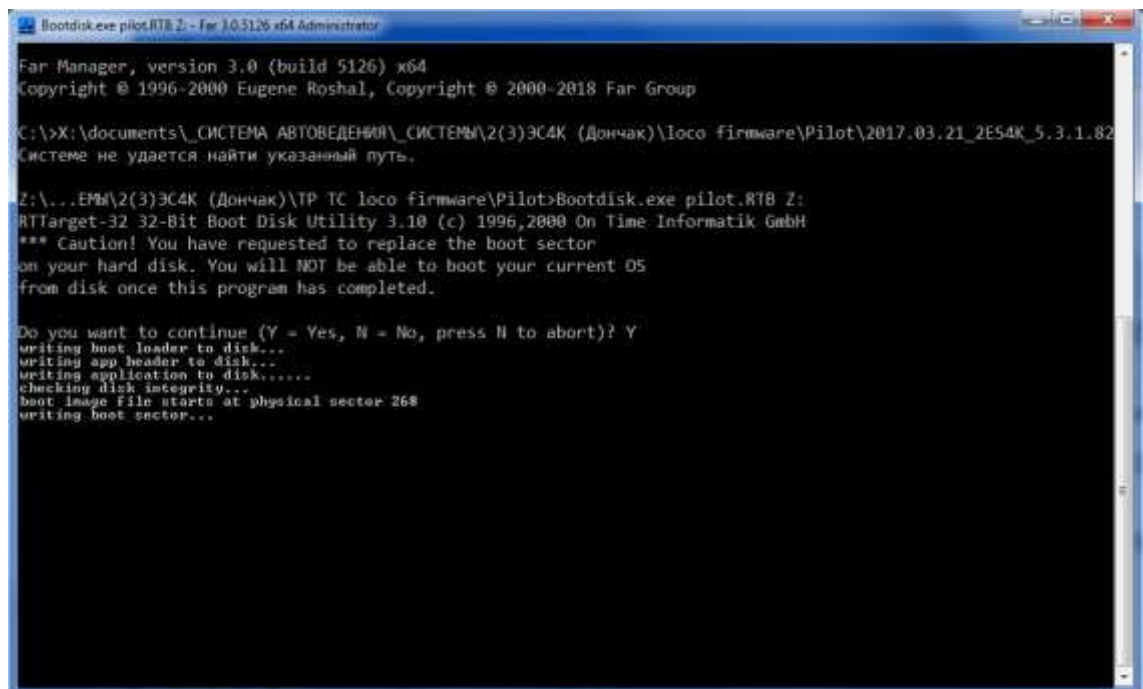 Bootdisk.exe pilot.RTB Z: - Far 3.0.5126 x64 Administrator
Far Manager, version 3.0 (build 5126) x64
Copyright © 1996-2000 Eugene Roshal, Copyright © 2000-2018 Far Group
C:\>X:\documents\_СИСТЕМА АВТОВЕДЕНИЯ\_СИСТЕМЫ\2(3)ЭС4К (Дончак)\loco firmware\Pilot\2017.03.21_2ES4K_5.3.1.82
Системе не удается найти указанный путь.
Z:\...ЕМЫ\2(3)ЭС4К (Дончак)\ТР ТС loco firmware\Pilot>Bootdisk.exe pilot.RTB Z:
RTTarget-32 32-Bit Boot Disk Utility 3.10 (c) 1996,2000 On Time Informatik GmbH
*** Caution! You have requested to replace the boot sector
on your hard disk. You will NOT be able to boot your current OS
from disk once this program has completed.
Do you want to continue (Y = Yes, N = No, press N to abort)? Y
writing boot loader to disk...
writing app header to disk...
writing application to disk......
checking disk integrity...
boot image file starts at physical sector 268
writing boot sector...